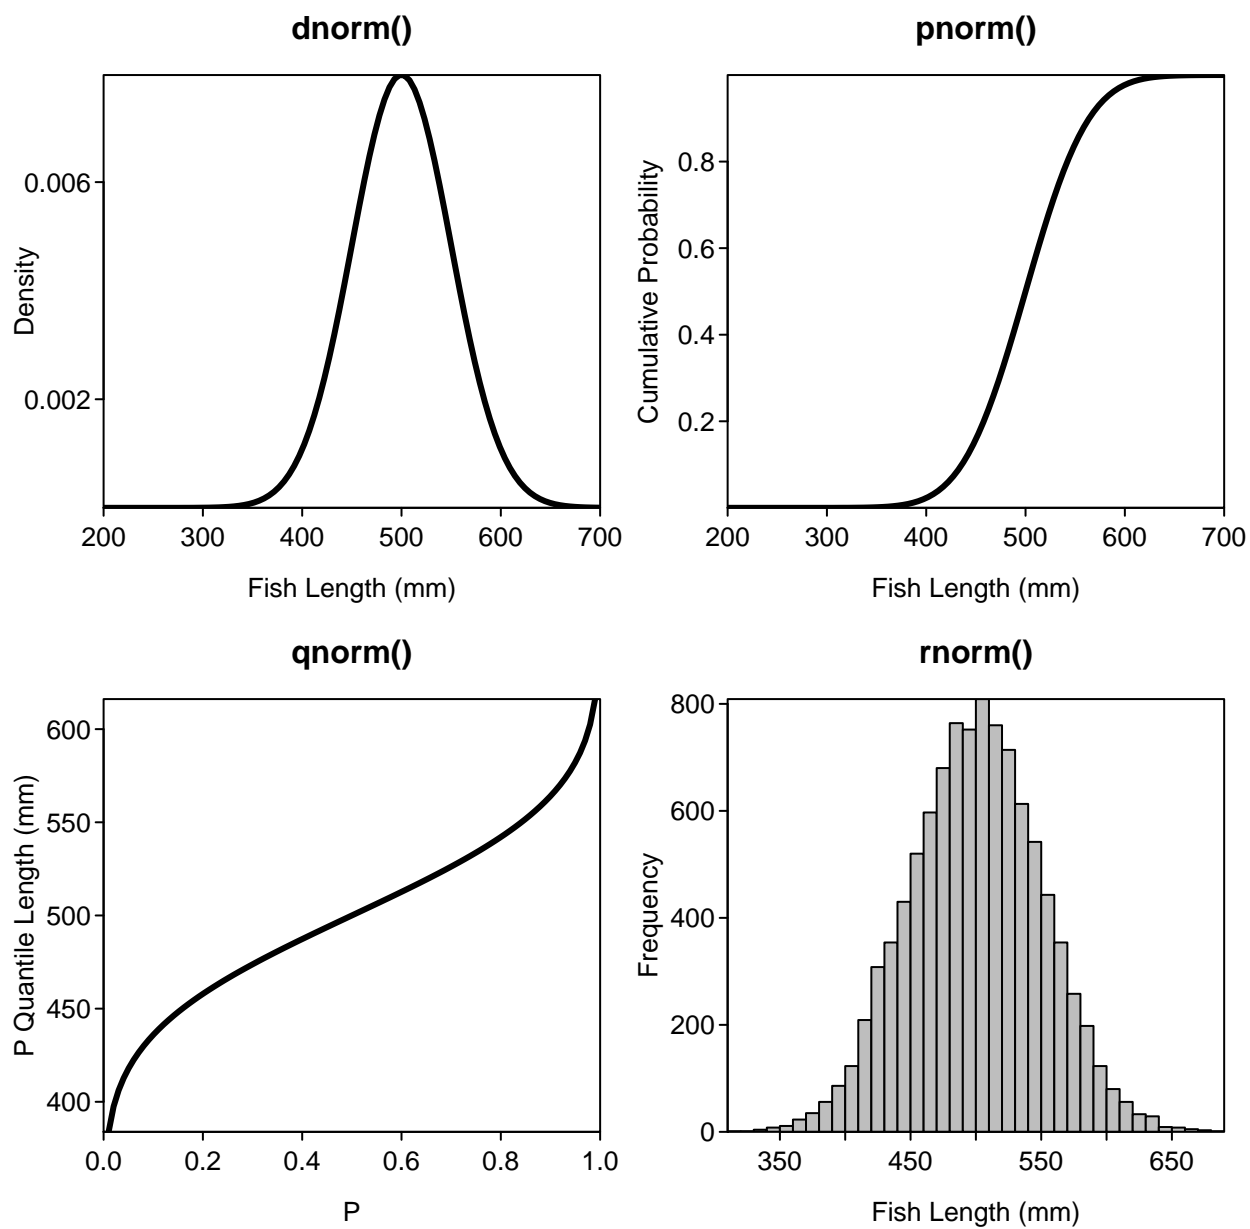 dnorm()
Density
0.006
0.002
200 300 400 500 600 700
Fish Length (mm)
pnorm()
Cumulative Probability
0.8
0.6
0.4
0.2
200 300 400 500 600 700
Fish Length (mm)
qnorm()
P Quantile Length (mm)
600
550
500
450
400
0.0 0.2 0.4 0.6 0.8 1.0
P
rnorm()
Frequency
800
600
400
200
0
350 450 550 650
Fish Length (mm)